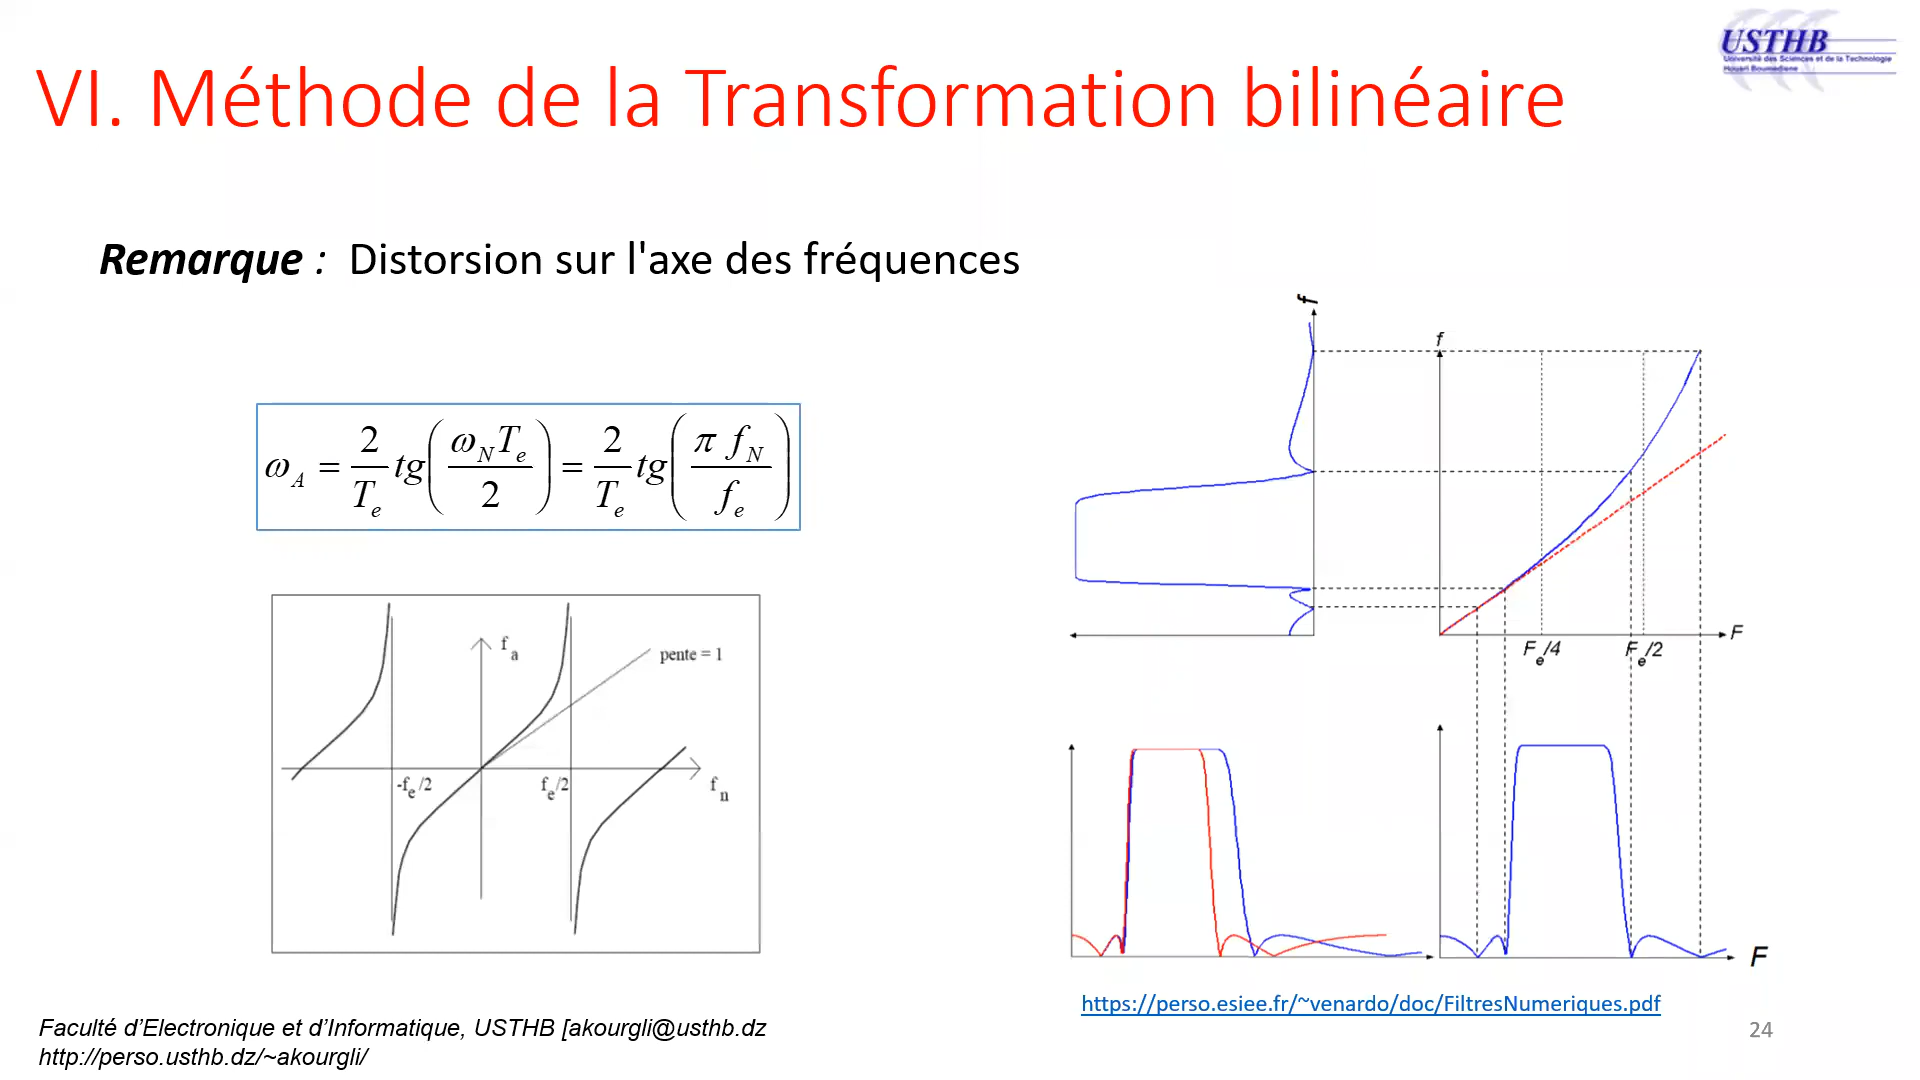 USTHB
Université des Sciences et de la Technologie
Houari Boumediene
VI. Méthode de la Transformation bilinéaire
Remarque : Distorsion sur l'axe des fréquences
ω_A = 2/T_e tg(ω_N T_e / 2) = 2/T_e tg(π f_N / f_e)
f_a
pente = 1
-f_e/2
f_e/2
f_n
f
f
F
F_e/4
F_e/2
F
https://perso.esiee.fr/~venardo/doc/FiltresNumeriques.pdf
Faculté d'Electronique et d'Informatique, USTHB [akourgli@usthb.dz
http://perso.usthb.dz/~akourgli/
24